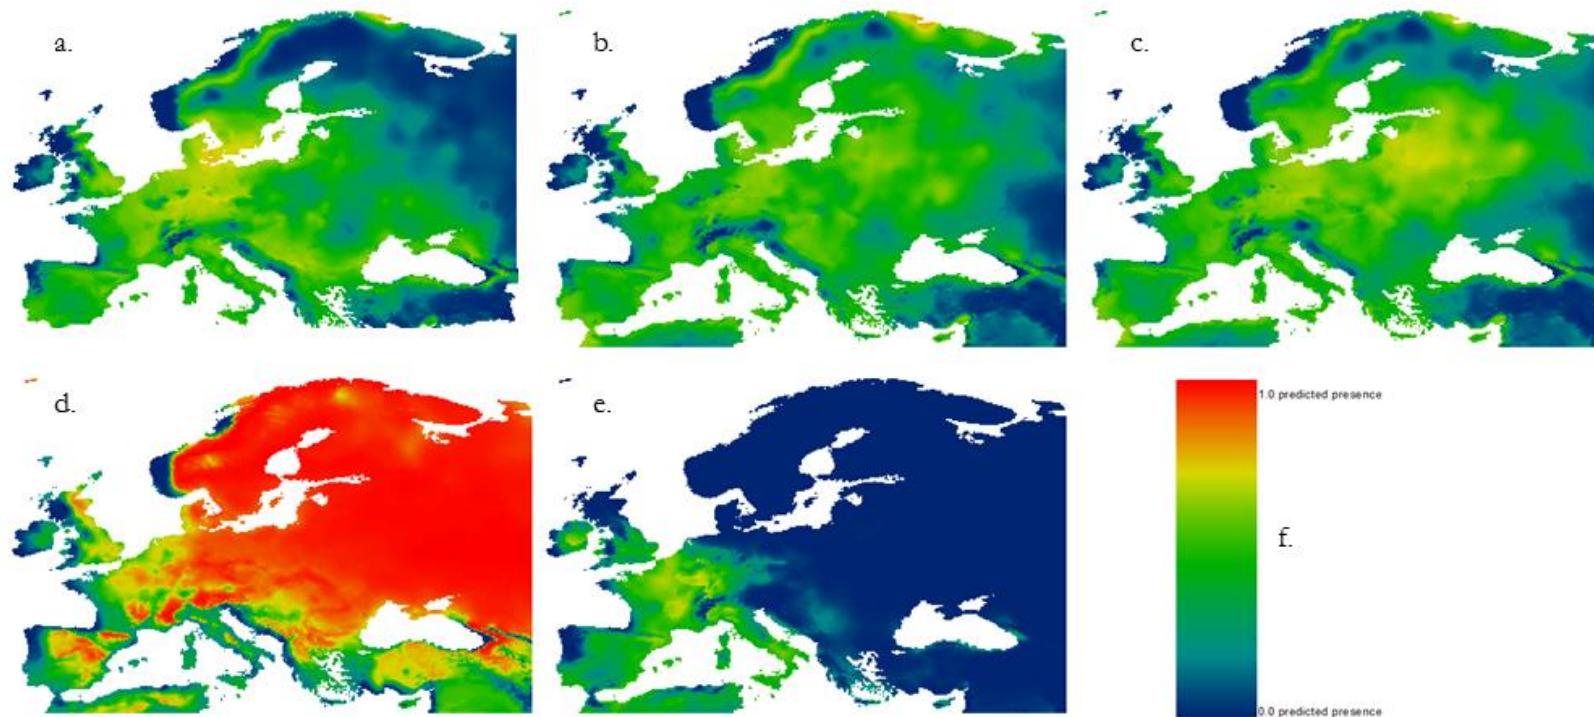 a.
b.
c.
d.
e.
1.0 predicted presence
f.
0.0 predicted presence